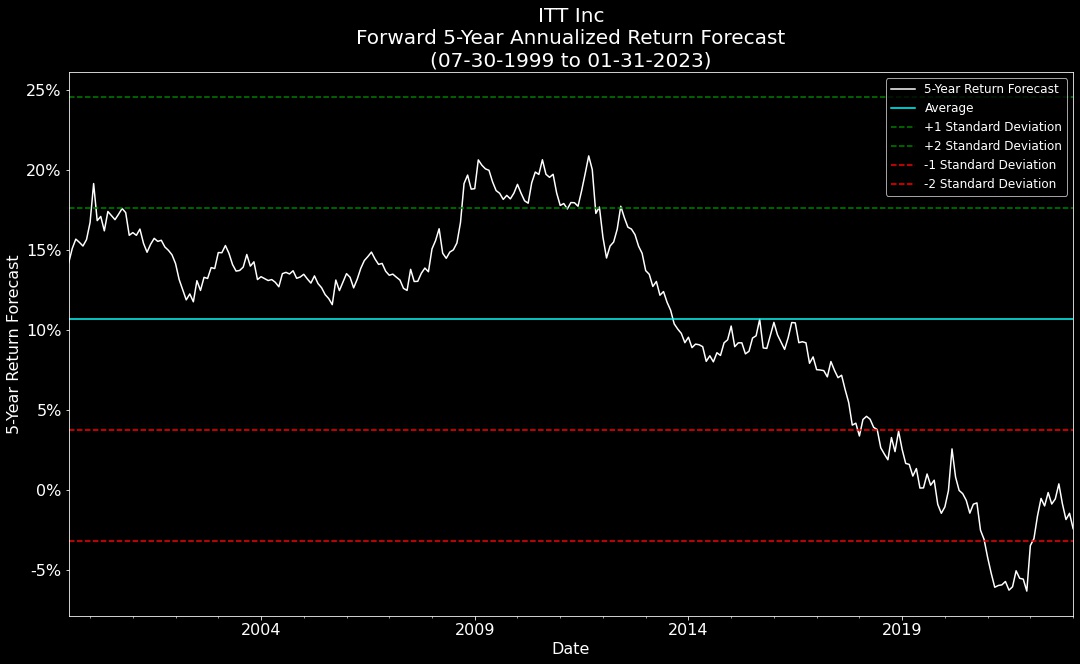 ITT Inc
Forward 5-Year Annualized Return Forecast
(07-30-1999 to 01-31-2023)
25%
20%
15%
10%
5%
0%
-5%
5-Year Return Forecast
5-Year Return Forecast
Average
+1 Standard Deviation
+2 Standard Deviation
-1 Standard Deviation
-2 Standard Deviation
2004
2009
2014
2019
Date